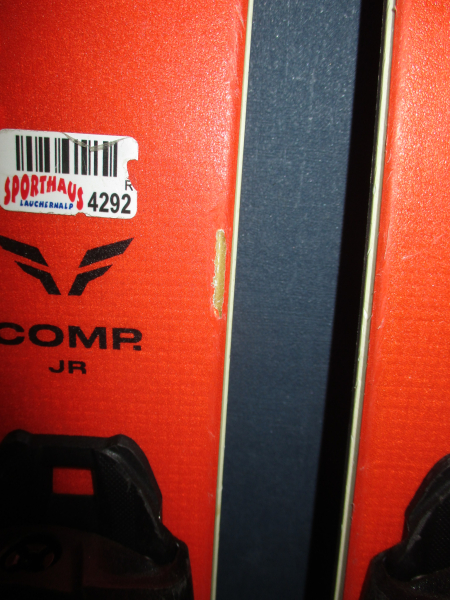 R
SPORTHAUS
LAUCHERNALP
4292
COMP.
JR